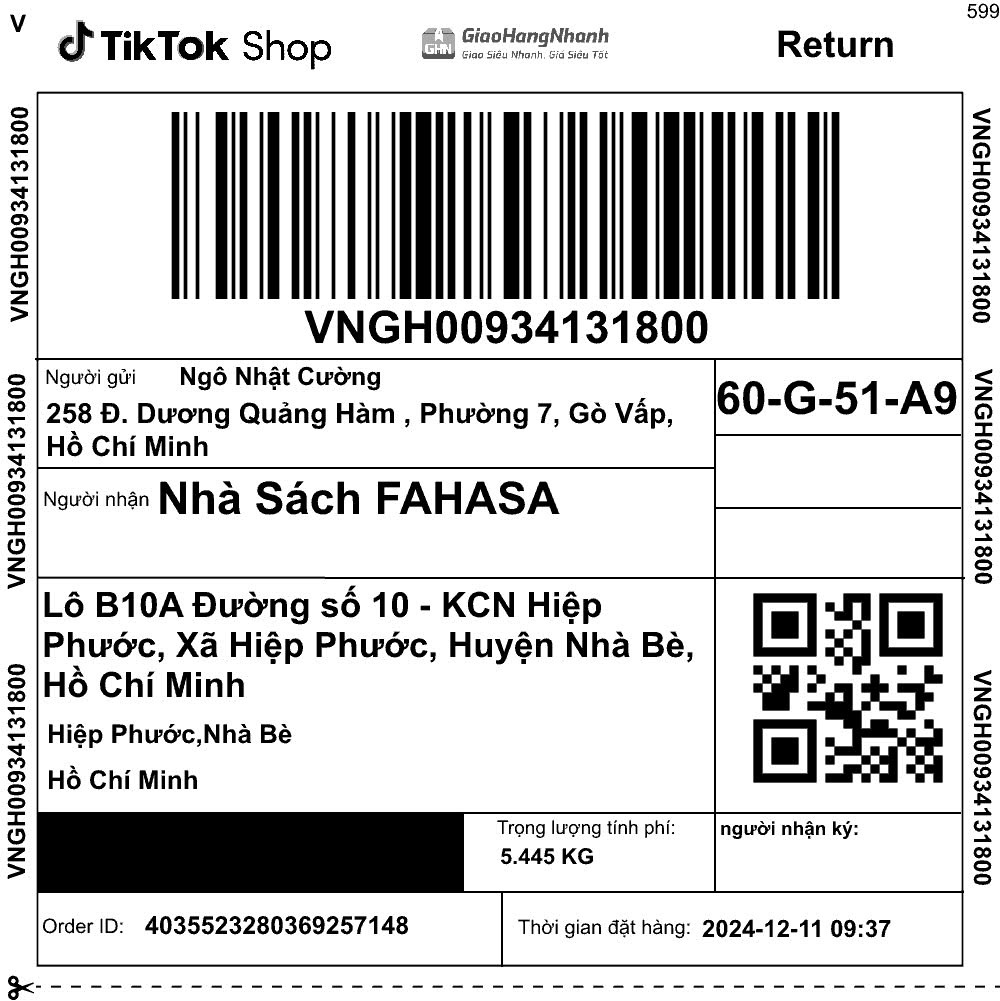 V
599
TikTok Shop
GHN
GiaoHangNhanh
Giao Siêu Nhanh. Giá Siêu Tốt
Return
VNGH00934131800
VNGH00934131800
VNGH00934131800
VNGH00934131800
VNGH00934131800
VNGH00934131800
VNGH00934131800
Người gửi Ngô Nhật Cường
258 Đ. Dương Quảng Hàm , Phường 7, Gò Vấp,
Hồ Chí Minh
60-G-51-A9
Người nhận Nhà Sách FAHASA
Lô B10A Đường số 10 - KCN Hiệp
Phước, Xã Hiệp Phước, Huyện Nhà Bè,
Hồ Chí Minh
Hiệp Phước,Nhà Bè
Hồ Chí Minh
Trọng lượng tính phí:
5.445 KG
người nhận ký:
Order ID: 4035523280369257148
Thời gian đặt hàng: 2024-12-11 09:37